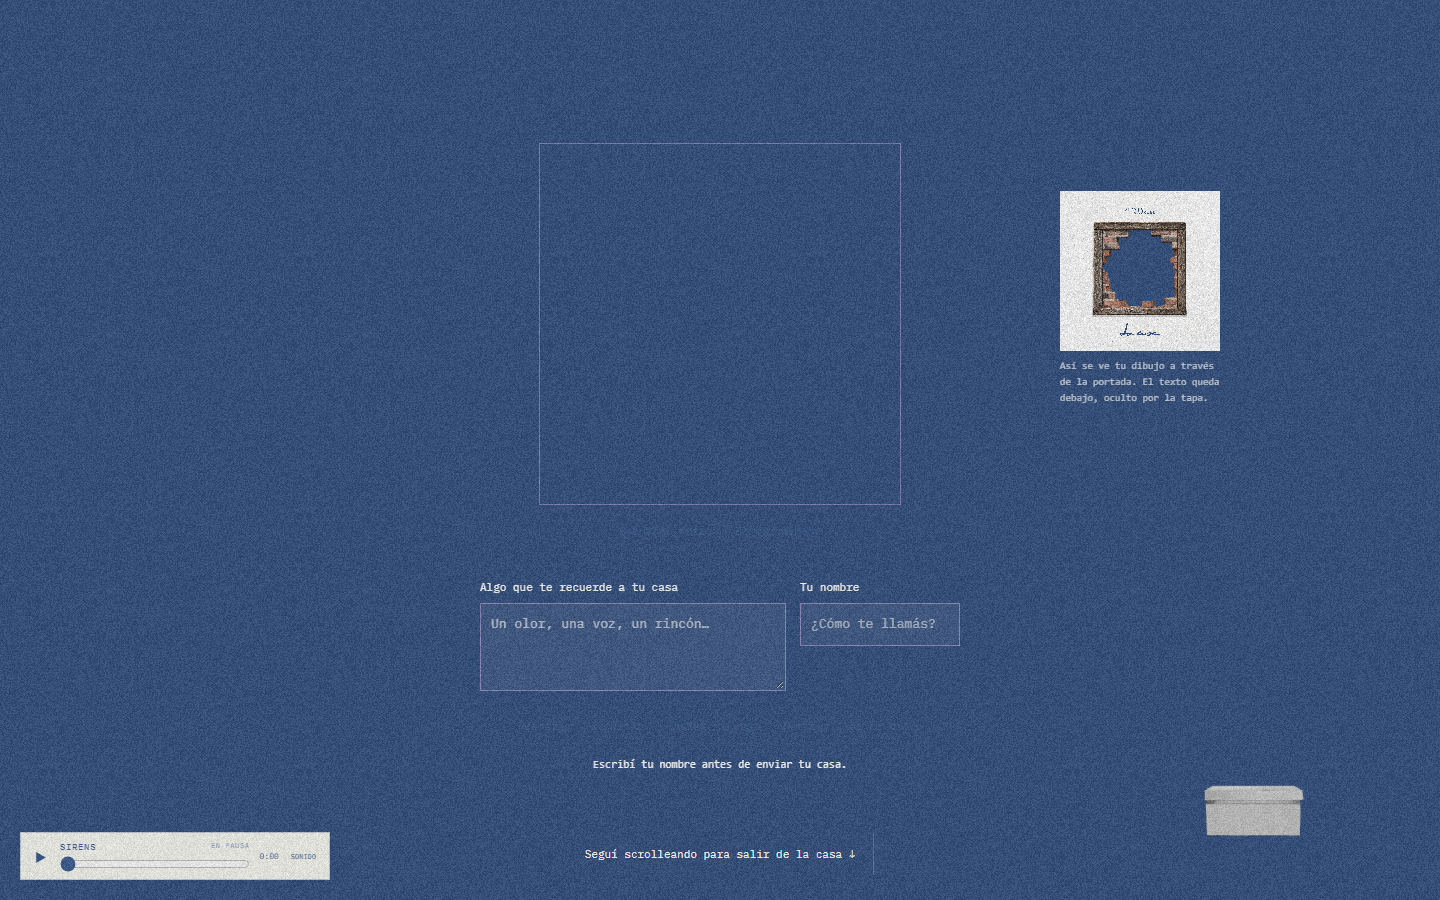 Así se ve tu dibujo a través
de la portada. El texto queda
debajo, oculto por la tapa.
Algo que te recuerde a tu casa
Tu nombre
Un olor, una voz, un rincón…
¿Cómo te llamás?
Escribí tu nombre antes de enviar tu casa.
SIRENS
EN PAUSA
0:00
SONIDO
Seguí scrolleando para salir de la casa ↓